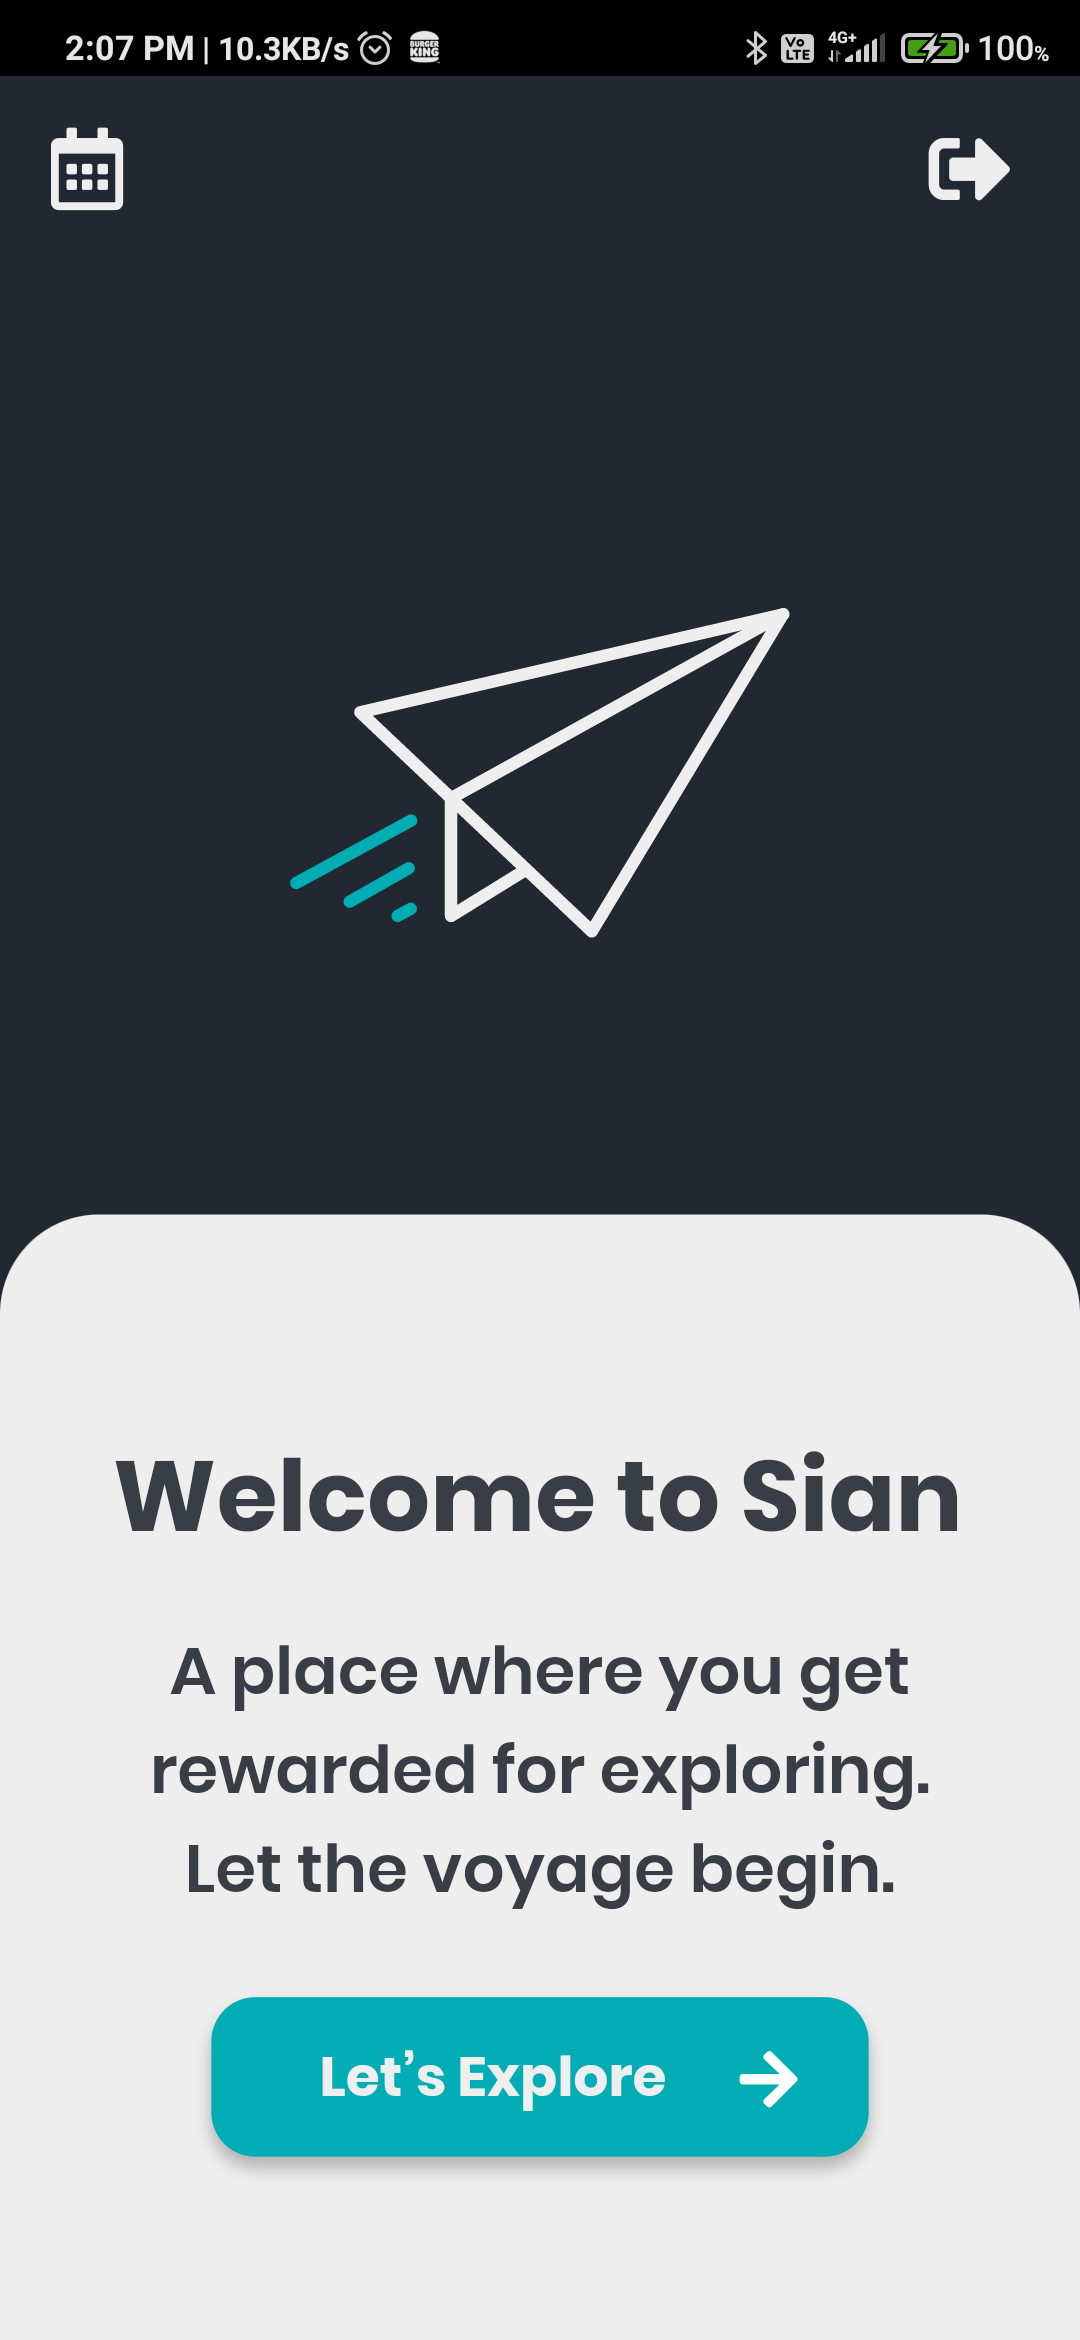 2:07 PM | 10.3KB/s BURGER KING Vo LTE 4G+ 100%
Welcome to Sian
A place where you get
rewarded for exploring.
Let the voyage begin.
Let's Explore